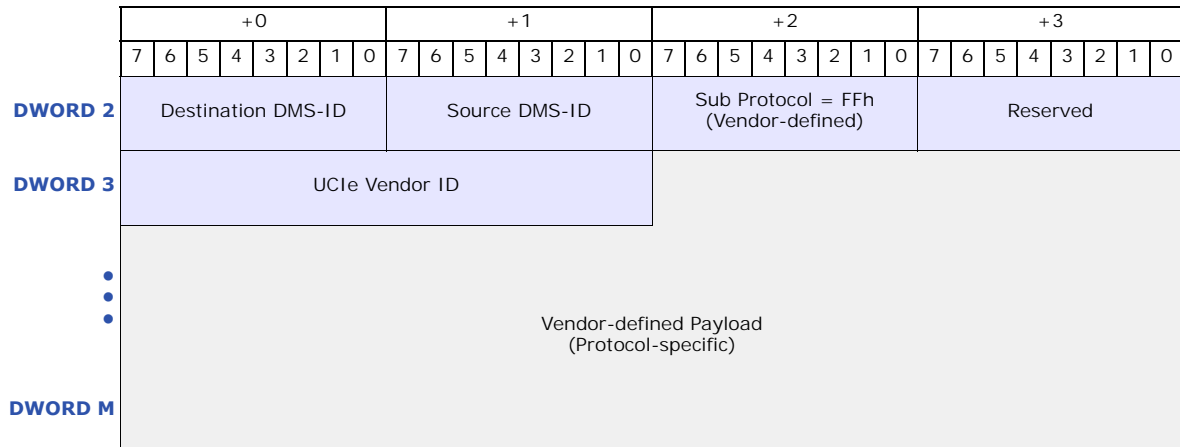 +0 +1 +2 +3
7 6 5 4 3 2 1 0 7 6 5 4 3 2 1 0 7 6 5 4 3 2 1 0 7 6 5 4 3 2 1 0
DWORD 2 Destination DMS-ID Source DMS-ID Sub Protocol = FFh Reserved
(Vendor-defined)
DWORD 3 UCIe Vendor ID
Vendor-defined Payload
(Protocol-specific)
DWORD M